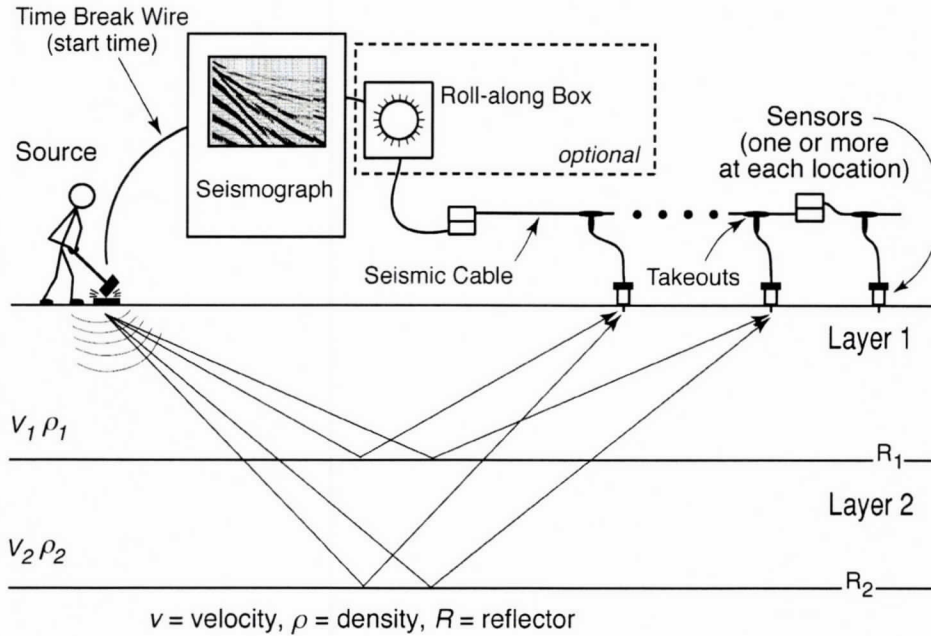 Time Break Wire
(start time)
Source
Seismograph
Roll-along Box
optional
Sensors
(one or more
at each location)
Seismic Cable
Takeouts
Layer 1
V₁ ρ₁
R₁
Layer 2
V₂ ρ₂
R₂
v = velocity, ρ = density, R = reflector